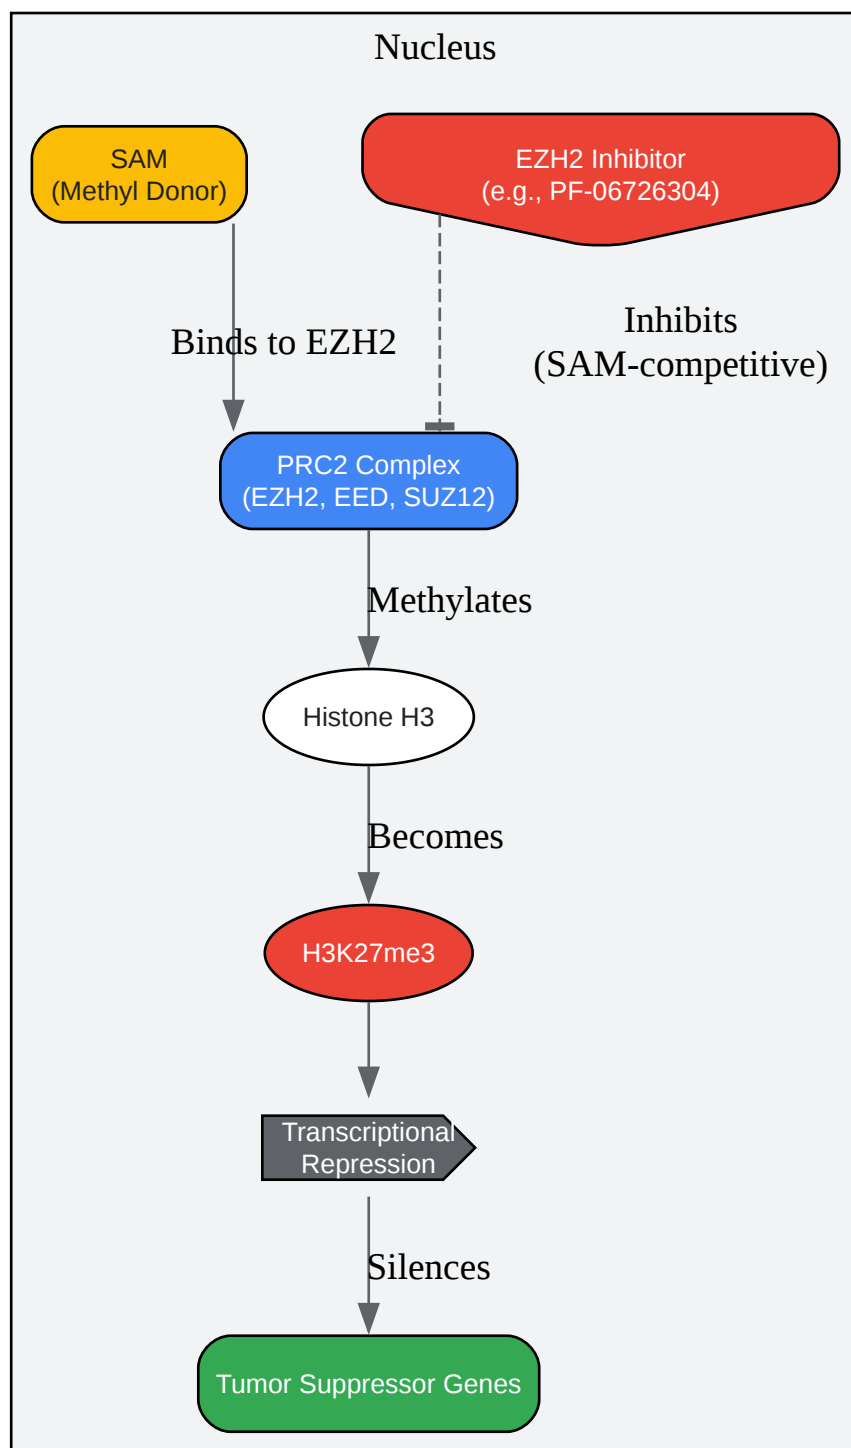 Nucleus
SAM
(Methyl Donor)
EZH2 Inhibitor
(e.g., PF-06726304)
Binds to EZH2
Inhibits
(SAM-competitive)
PRC2 Complex
(EZH2, EED, SUZ12)
Methylates
Histone H3
Becomes
H3K27me3
Transcriptional
Repression
Silences
Tumor Suppressor Genes